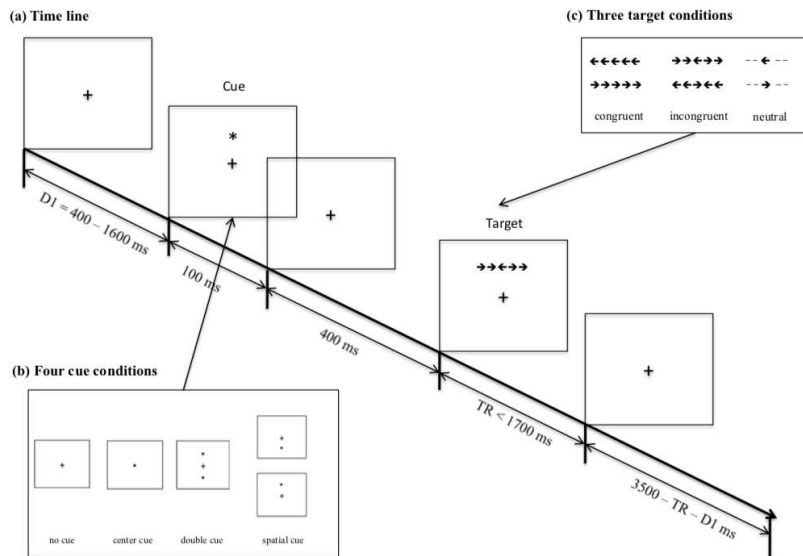 (a) Time line
(c) Three target conditions
←←←←← →→←→→ --←--
→→→→→ ←←→←← --→--
congruent incongruent neutral
Cue
*
+
+
+
D1 = 400 – 1600 ms
100 ms
400 ms
Target
→→←→→
+
+
TR < 1700 ms
3500 – TR – D1 ms
(b) Four cue conditions
no cue center cue double cue spatial cue